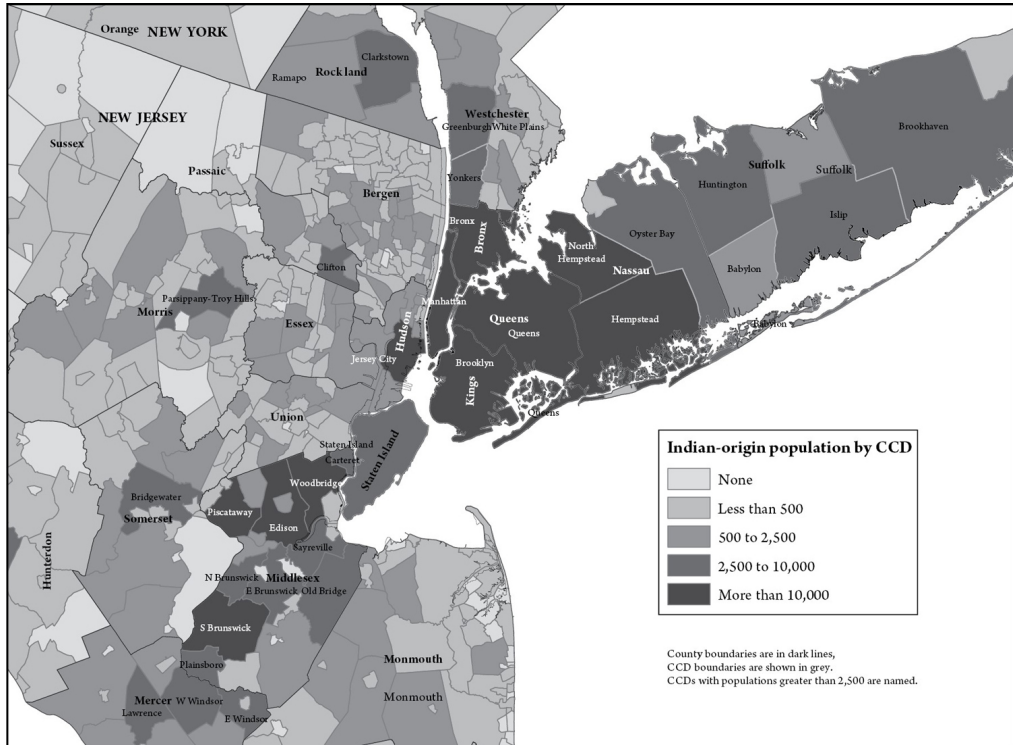 Orange
NEW YORK
Clarkstown
Ramapo
Rockland
NEW JERSEY
Sussex
Passaic
Westchester
Greenburgh
White Plains
Brookhaven
Yonkers
Bergen
Suffolk
Suffolk
Huntington
Islip
Bronx
Bronx
Oyster Bay
North
Hempstead
Nassau
Babylon
Clifton
Parsippany-Troy Hills
Morris
Essex
Manhattan
Hudson
Jersey City
Queens
Queens
Hempstead
Babylon
Brooklyn
Kings
Queens
Union
Staten Island
Carteret
Staten Island
Woodbridge
Bridgewater
Somerset
Piscataway
Edison
Sayreville
Hunterdon
N Brunswick
Middlesex
E Brunswick
Old Bridge
S Brunswick
Plainsboro
Monmouth
Monmouth
Mercer
W Windsor
Lawrence
E Windsor
Indian-origin population by CCD
None
Less than 500
500 to 2,500
2,500 to 10,000
More than 10,000
County boundaries are in dark lines,
CCD boundaries are shown in grey.
CCDs with populations greater than 2,500 are named.